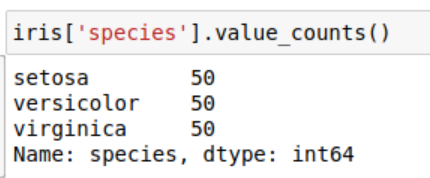 iris['species'].value_counts()
setosa 50
versicolor 50
virginica 50
Name: species, dtype: int64